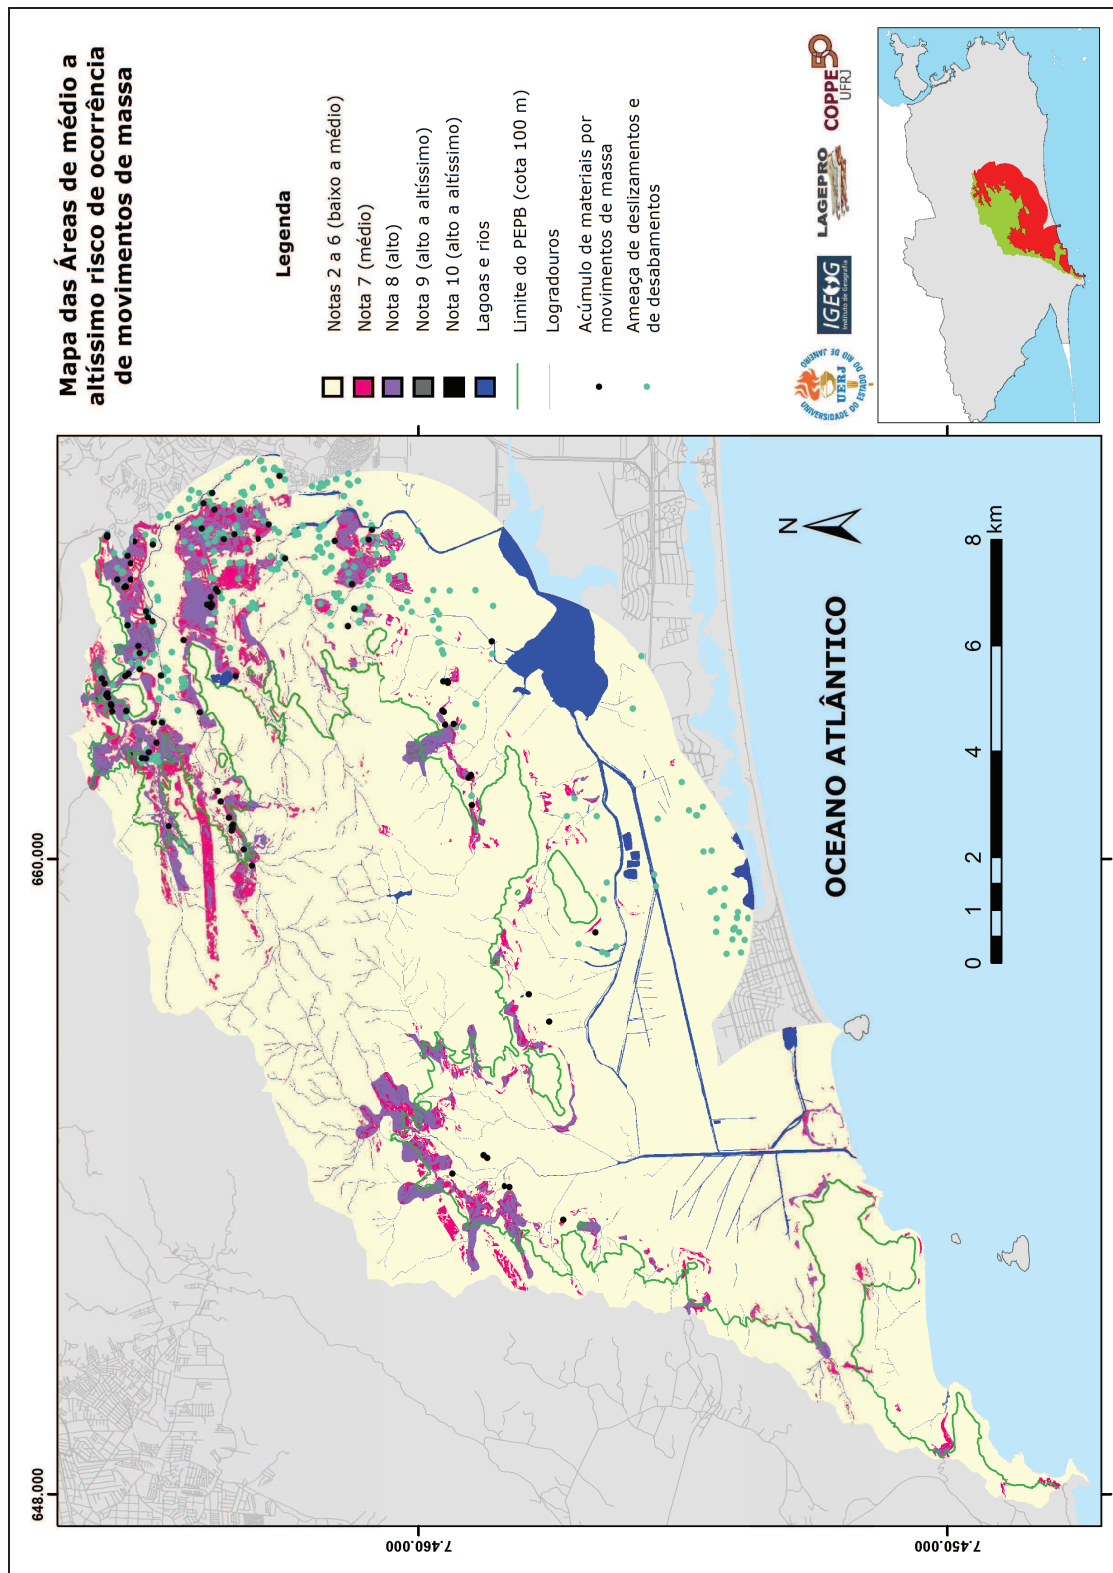 Mapa das Áreas de médio a
altíssimo risco de ocorrência
de movimentos de massa
Legenda
Notas 2 a 6 (baixo a médio)
Nota 7 (médio)
Nota 8 (alto)
Nota 9 (alto a altíssimo)
Nota 10 (alto a altíssimo)
Lagoas e rios
Limite do PEPB (cota 100 m)
Logradouros
Acúmulo de materiais por
movimentos de massa
Ameaça de deslizamentos e
de desabamentos
UNIVERSIDADE DO ESTADO DO RIO DE JANEIRO
UERJ
IGEOG
Instituto de Geografia
LAGEPRO
COPPE 50
UFRJ
648.000
660.000
7.460.000
7.450.000
N
OCEANO ATLÂNTICO
0 1 2 4 6 8 km